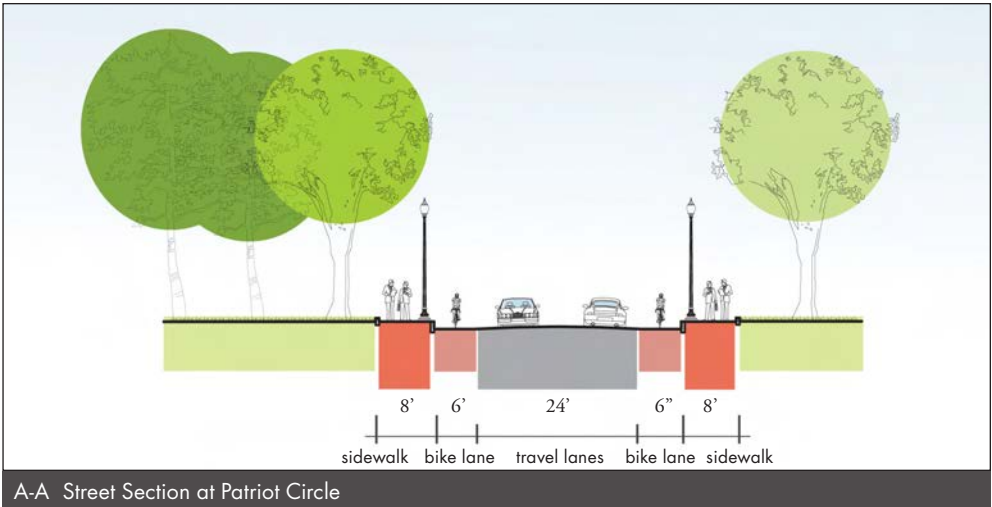 8’ 6’ 24’ 6” 8’
sidewalk bike lane travel lanes bike lane sidewalk
A-A Street Section at Patriot Circle